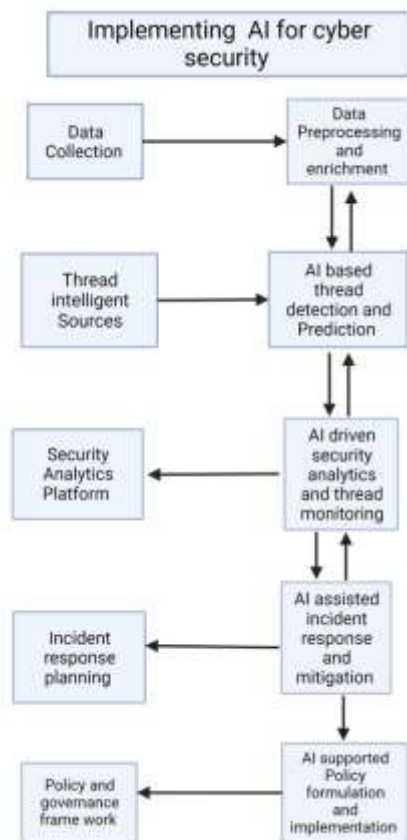 Implementing AI for cyber
security
Data
Collection
Data
Preprocessing
and
enrichment
Thread
intelligent
Sources
AI based
thread
detection and
Prediction
Security
Analytics
Platform
AI driven
security
analytics
and thread
monitoring
Incident
response
planning
AI assisted
incident
response
and
mitigation
Policy and
governance
frame work
AI supported
Policy
formulation
and
implementation